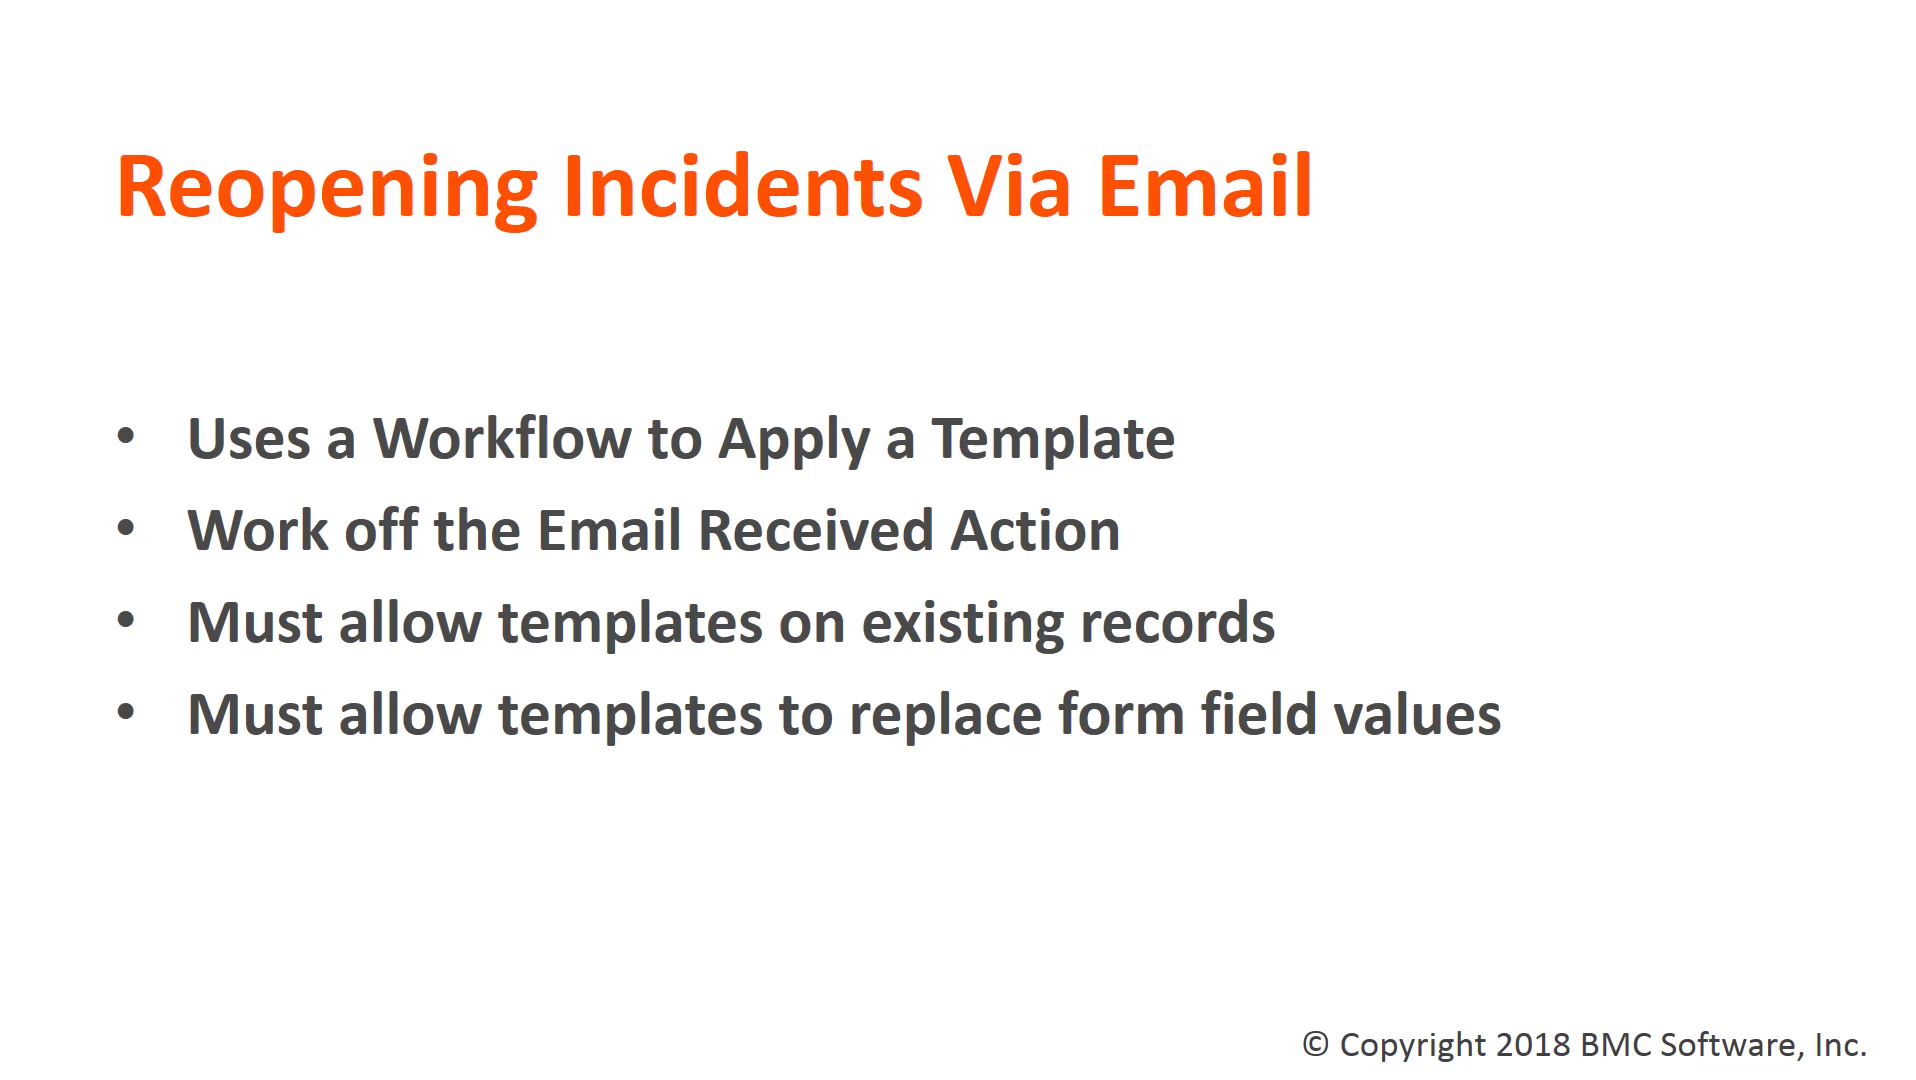 Reopening Incidents Via Email
• Uses a Workflow to Apply a Template
• Work off the Email Received Action
• Must allow templates on existing records
• Must allow templates to replace form field values
© Copyright 2018 BMC Software, Inc.